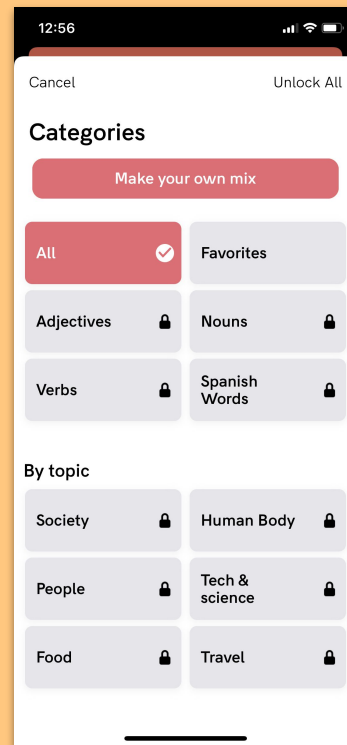 12:56
Cancel
Unlock All
Categories
Make your own mix
All
Favorites
Adjectives
Nouns
Verbs
Spanish
Words
By topic
Society
Human Body
People
Tech &
science
Food
Travel